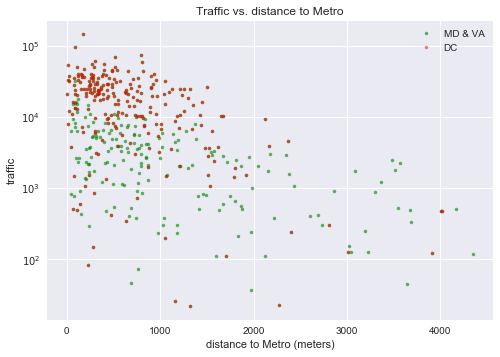 Traffic vs. distance to Metro
MD & VA
DC
10^5
10^4
10^3
10^2
traffic
0
1000
2000
3000
4000
distance to Metro (meters)